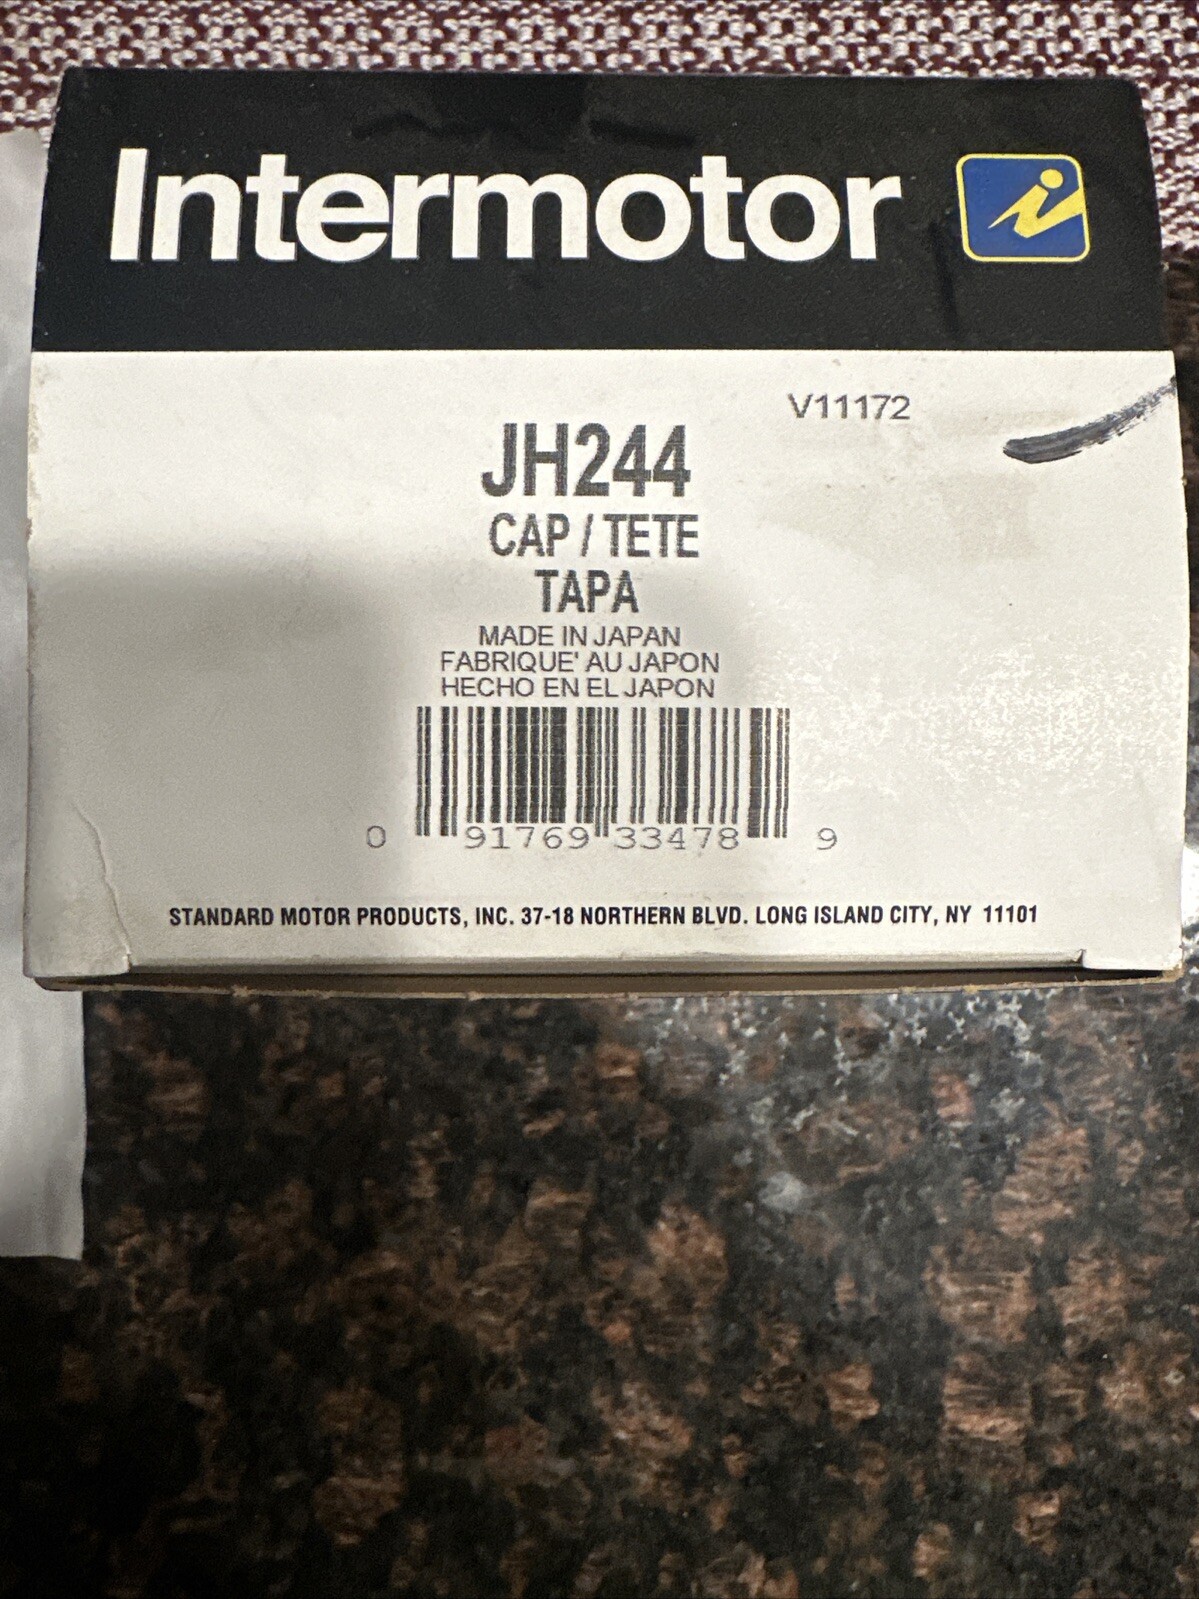 Intermotor
V11172
JH244
CAP / TETE
TAPA
MADE IN JAPAN
FABRIQUE' AU JAPON
HECHO EN EL JAPON
0 91769 33478 9
STANDARD MOTOR PRODUCTS, INC. 37-18 NORTHERN BLVD. LONG ISLAND CITY, NY 11101